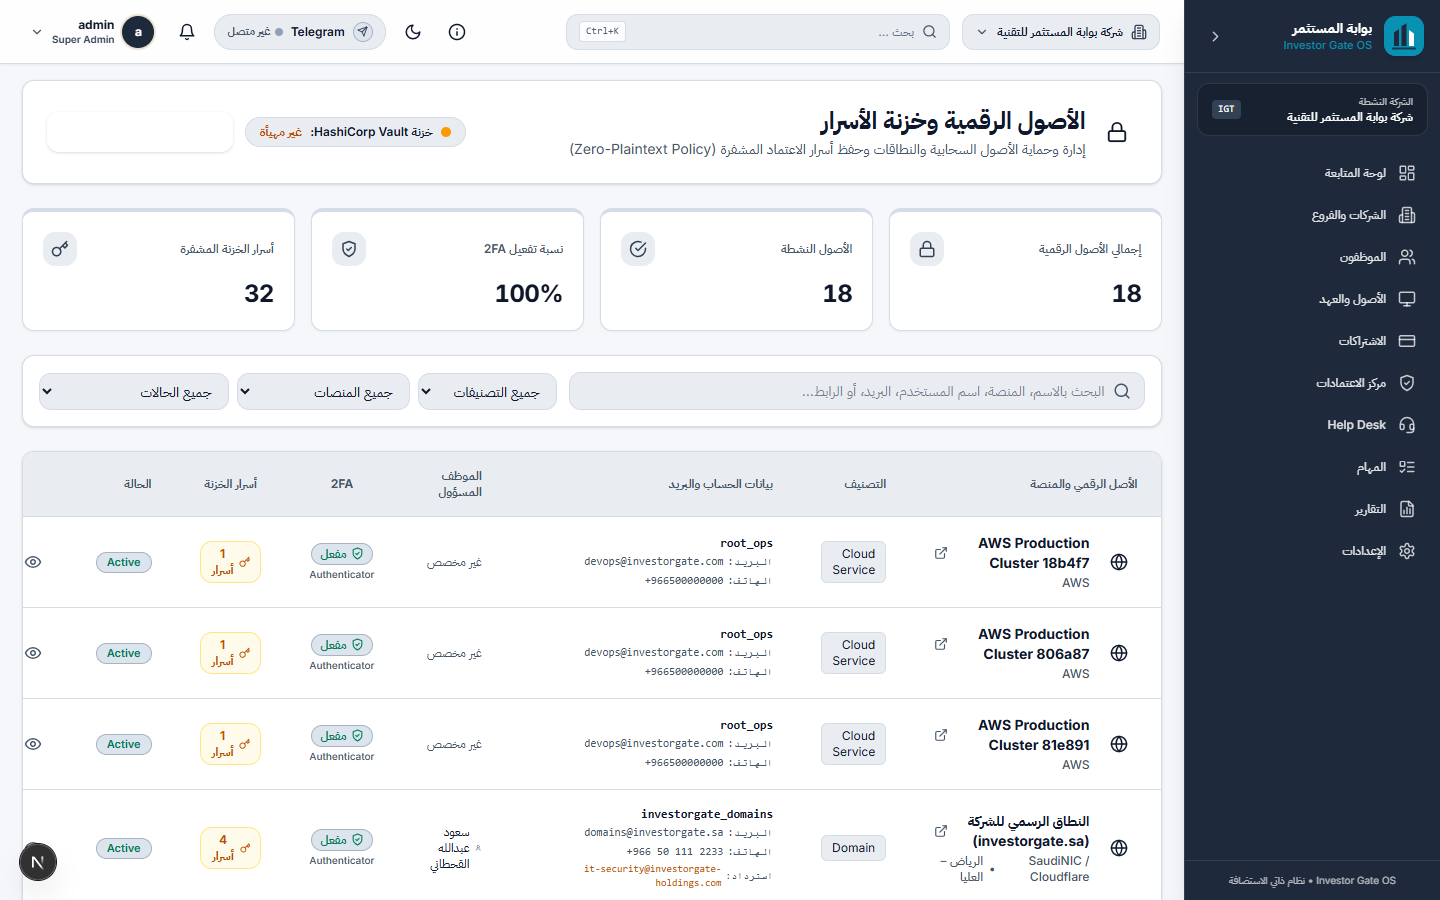 بوابة المستثمر
Investor Gate OS
الشركة النشطة
شركة بوابة المستثمر للتقنية
IGT
لوحة المتابعة
الشركات والفروع
الموظفون
الأصول والعهد
الاشتراكات
مركز الاعتمادات
Help Desk
المهام
التقارير
الإعدادات
Investor Gate OS • نظام ذاتي الاستضافة
شركة بوابة المستثمر للتقنية
بحث ...
Ctrl+K
Telegram غير متصل
a
admin
Super Admin
الأصول الرقمية وخزنة الأسرار
إدارة وحماية الأصول السحابية والنطاقات وحفظ أسرار الاعتماد المشفرة (Zero-Plaintext Policy)
خزنة HashiCorp Vault: غير مهيأة
إجمالي الأصول الرقمية
18
الأصول النشطة
18
نسبة تفعيل 2FA
100%
أسرار الخزنة المشفرة
32
البحث بالاسم، المنصة، اسم المستخدم، البريد، أو الرابط...
جميع التصنيفات
جميع المنصات
جميع الحالات
الأصل الرقمي والمنصة
التصنيف
بيانات الحساب والبريد
الموظف
المسؤول
2FA
أسرار الخزنة
الحالة
AWS Production
Cluster 18b4f7
AWS
Cloud
Service
root_ops
البريد: devops@investorgate.com
الهاتف: 966500000000+
غير مخصص
مفعل
Authenticator
1
أسرار
Active
AWS Production
Cluster 806a87
AWS
Cloud
Service
root_ops
البريد: devops@investorgate.com
الهاتف: 966500000000+
غير مخصص
مفعل
Authenticator
1
أسرار
Active
AWS Production
Cluster 81e891
AWS
Cloud
Service
root_ops
البريد: devops@investorgate.com
الهاتف: 966500000000+
غير مخصص
مفعل
Authenticator
1
أسرار
Active
النطاق الرسمي للشركة
(investorgate.sa)
SaudiNIC /
Cloudflare
•
الرياض –
العليا
Domain
investorgate_domains
البريد: domains@investorgate.sa
الهاتف: 2233 111 50 966+
استرداد: it-security@investorgate-
holdings.com
سعود
عبدالله
القحطاني
مفعل
Authenticator
4
أسرار
Active
N